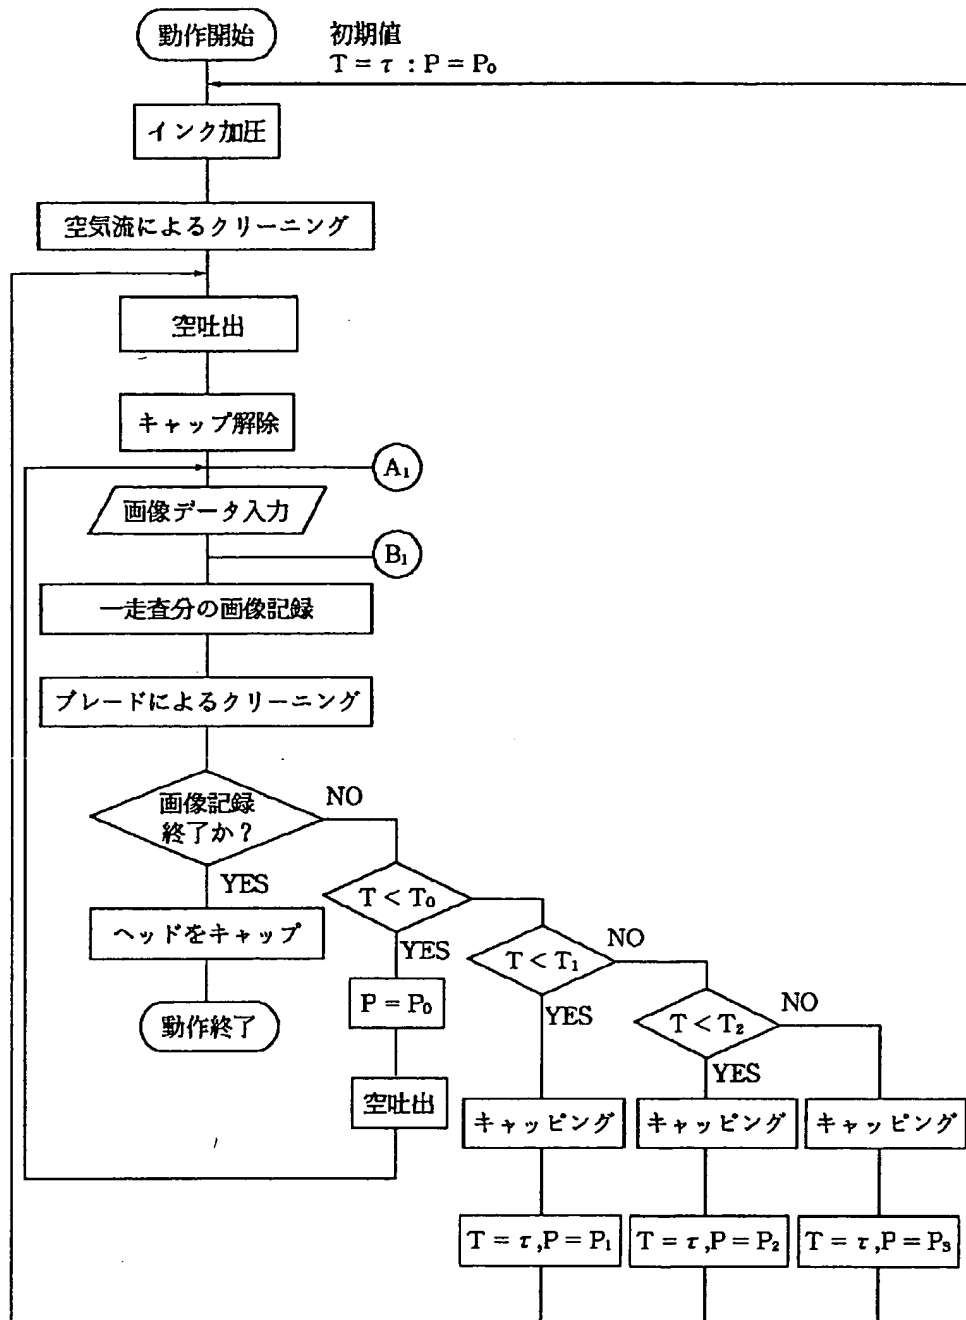 動作開始
初期値
T = τ : P = P₀
インク加圧
空気流によるクリーニング
空吐出
キャップ解除
A₁
画像データ入力
B₁
一走査分の画像記録
ブレードによるクリーニング
画像記録
終了か？
NO
YES
T < T₀
YES
ヘッドをキャップ
T < T₁
NO
YES
P = P₀
動作終了
T < T₂
NO
YES
空吐出
キャッピング
キャッピング
キャッピング
T = τ ,P = P₁
T = τ ,P = P₂
T = τ ,P = P₃